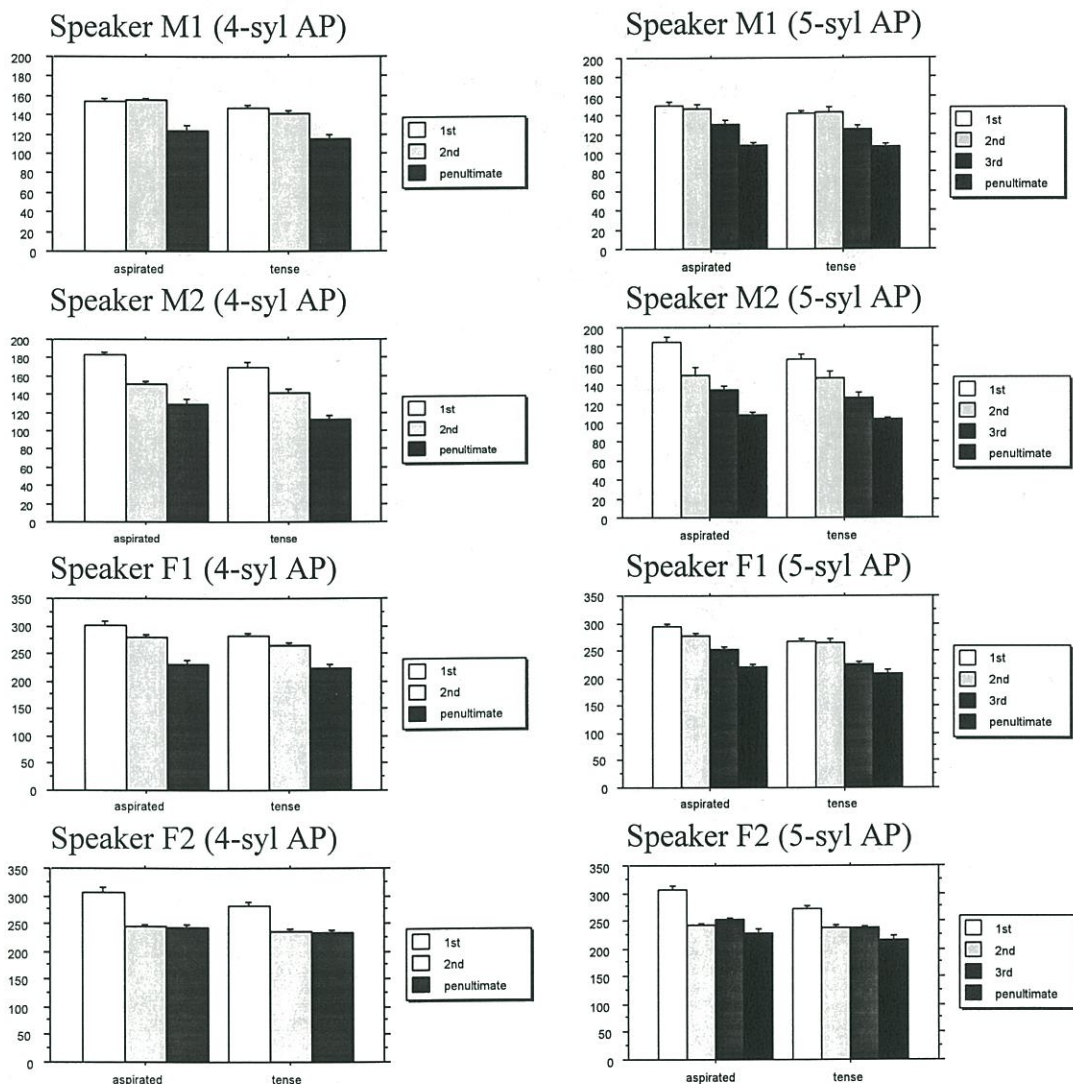 Speaker M1 (4-syl AP)
200
180
160
140
120
100
80
60
40
20
0
aspirated tense
1st
2nd
penultimate
Speaker M1 (5-syl AP)
200
180
160
140
120
100
80
60
40
20
0
aspirated tense
1st
2nd
3rd
penultimate
Speaker M2 (4-syl AP)
200
180
160
140
120
100
80
60
40
20
0
aspirated tense
1st
2nd
penultimate
Speaker M2 (5-syl AP)
200
180
160
140
120
100
80
60
40
20
0
aspirated tense
1st
2nd
3rd
penultimate
Speaker F1 (4-syl AP)
350
300
250
200
150
100
50
0
aspirated tense
1st
2nd
penultimate
Speaker F1 (5-syl AP)
350
300
250
200
150
100
50
0
aspirated tense
1st
2nd
3rd
penultimate
Speaker F2 (4-syl AP)
350
300
250
200
150
100
50
0
aspirated tense
1st
2nd
penultimate
Speaker F2 (5-syl AP)
350
300
250
200
150
100
50
0
aspirated tense
1st
2nd
3rd
penultimate